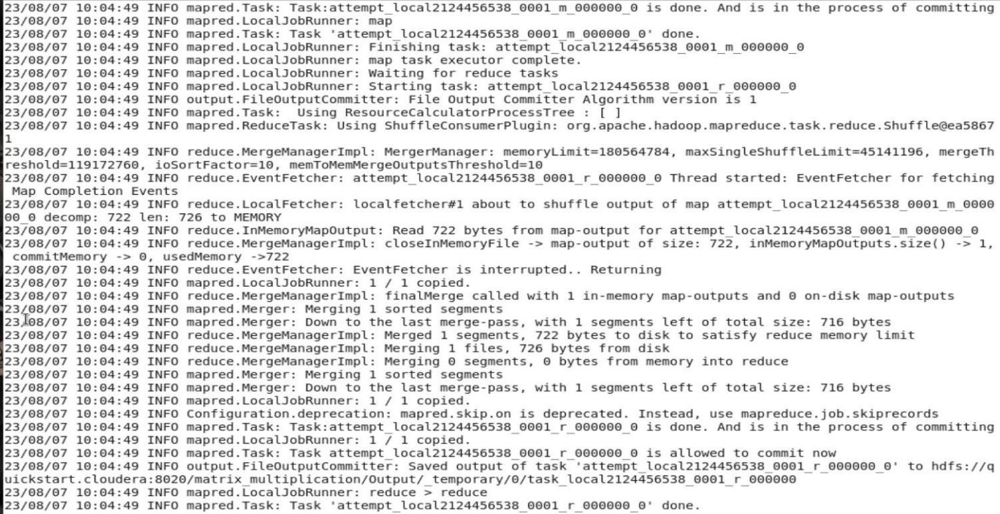 23/08/07 10:04:49 INFO mapred.Task: Task:attempt_local2124456538_0001_m_000000_0 is done. And is in the process of committing
23/08/07 10:04:49 INFO mapred.LocalJobRunner: map
23/08/07 10:04:49 INFO mapred.Task: Task 'attempt_local2124456538_0001_m_000000_0' done.
23/08/07 10:04:49 INFO mapred.LocalJobRunner: Finishing task: attempt_local2124456538_0001_m_000000_0
23/08/07 10:04:49 INFO mapred.LocalJobRunner: map task executor complete.
23/08/07 10:04:49 INFO mapred.LocalJobRunner: Waiting for reduce tasks
23/08/07 10:04:49 INFO mapred.LocalJobRunner: Starting task: attempt_local2124456538_0001_r_000000_0
23/08/07 10:04:49 INFO output.FileOutputCommitter: File Output Committer Algorithm version is 1
23/08/07 10:04:49 INFO mapred.Task:  Using ResourceCalculatorProcessTree : [ ]
23/08/07 10:04:49 INFO mapred.ReduceTask: Using ShuffleConsumerPlugin: org.apache.hadoop.mapreduce.task.reduce.Shuffle@ea5867
1
23/08/07 10:04:49 INFO reduce.MergeManagerImpl: MergerManager: memoryLimit=180564784, maxSingleShuffleLimit=45141196, mergeTh
reshold=119172760, ioSortFactor=10, memToMemMergeOutputsThreshold=10
23/08/07 10:04:49 INFO reduce.EventFetcher: attempt_local2124456538_0001_r_000000_0 Thread started: EventFetcher for fetching
 Map Completion Events
23/08/07 10:04:49 INFO reduce.LocalFetcher: localfetcher#1 about to shuffle output of map attempt_local2124456538_0001_m_0000
00_0 decomp: 722 len: 726 to MEMORY
23/08/07 10:04:49 INFO reduce.InMemoryMapOutput: Read 722 bytes from map-output for attempt_local2124456538_0001_m_000000_0
23/08/07 10:04:49 INFO reduce.MergeManagerImpl: closeInMemoryFile -> map-output of size: 722, inMemoryMapOutputs.size() -> 1,
 commitMemory -> 0, usedMemory ->722
23/08/07 10:04:49 INFO reduce.EventFetcher: EventFetcher is interrupted.. Returning
23/08/07 10:04:49 INFO mapred.LocalJobRunner: 1 / 1 copied.
23/08/07 10:04:49 INFO reduce.MergeManagerImpl: finalMerge called with 1 in-memory map-outputs and 0 on-disk map-outputs
23/08/07 10:04:49 INFO mapred.Merger: Merging 1 sorted segments
23/08/07 10:04:49 INFO mapred.Merger: Down to the last merge-pass, with 1 segments left of total size: 716 bytes
23/08/07 10:04:49 INFO reduce.MergeManagerImpl: Merged 1 segments, 722 bytes to disk to satisfy reduce memory limit
23/08/07 10:04:49 INFO reduce.MergeManagerImpl: Merging 1 files, 726 bytes from disk
23/08/07 10:04:49 INFO reduce.MergeManagerImpl: Merging 0 segments, 0 bytes from memory into reduce
23/08/07 10:04:49 INFO mapred.Merger: Merging 1 sorted segments
23/08/07 10:04:49 INFO mapred.Merger: Down to the last merge-pass, with 1 segments left of total size: 716 bytes
23/08/07 10:04:49 INFO mapred.LocalJobRunner: 1 / 1 copied.
23/08/07 10:04:49 INFO Configuration.deprecation: mapred.skip.on is deprecated. Instead, use mapreduce.job.skiprecords
23/08/07 10:04:49 INFO mapred.Task: Task:attempt_local2124456538_0001_r_000000_0 is done. And is in the process of committing
23/08/07 10:04:49 INFO mapred.LocalJobRunner: 1 / 1 copied.
23/08/07 10:04:49 INFO mapred.Task: Task attempt_local2124456538_0001_r_000000_0 is allowed to commit now
23/08/07 10:04:49 INFO output.FileOutputCommitter: Saved output of task 'attempt_local2124456538_0001_r_000000_0' to hdfs://q
uickstart.cloudera:8020/matrix_multiplication/Output/_temporary/0/task_local2124456538_0001_r_000000
23/08/07 10:04:49 INFO mapred.LocalJobRunner: reduce > reduce
23/08/07 10:04:49 INFO mapred.Task: Task 'attempt_local2124456538_0001_r_000000_0' done.